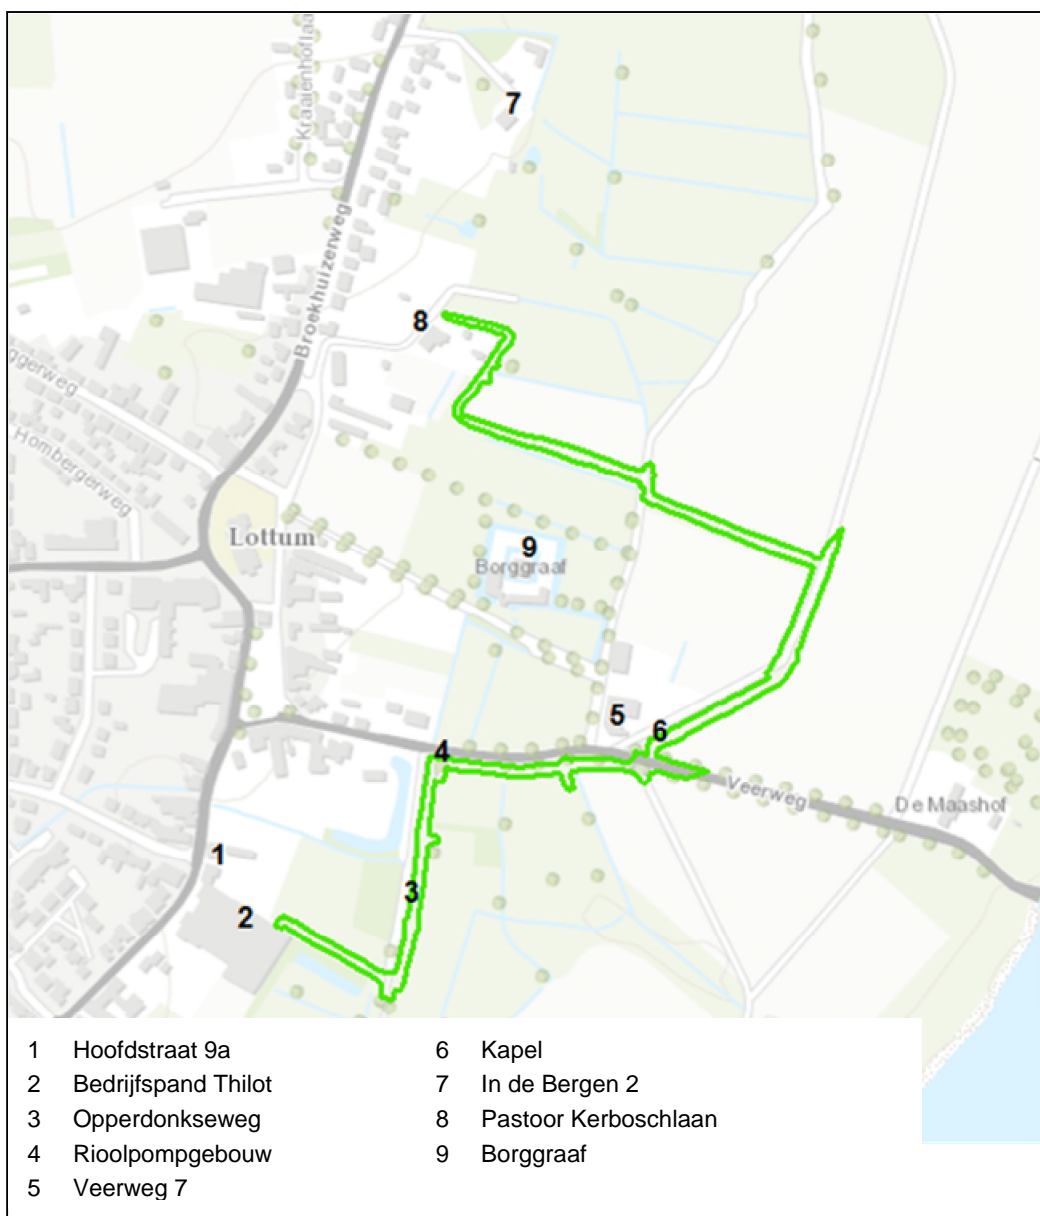 Kraaienhoflaa
7
Broekhuizerweg
8
ggerweg
Hombergerweg
Lottum
9
Borggraaf
5
6
4
Veerweg
De Maashof
1
3
2
1 Hoofdstraat 9a
2 Bedrijfspand Thilot
3 Opperdonkseweg
4 Rioolpompgebouw
5 Veerweg 7
6 Kapel
7 In de Bergen 2
8 Pastoor Kerboschlaan
9 Borggraaf